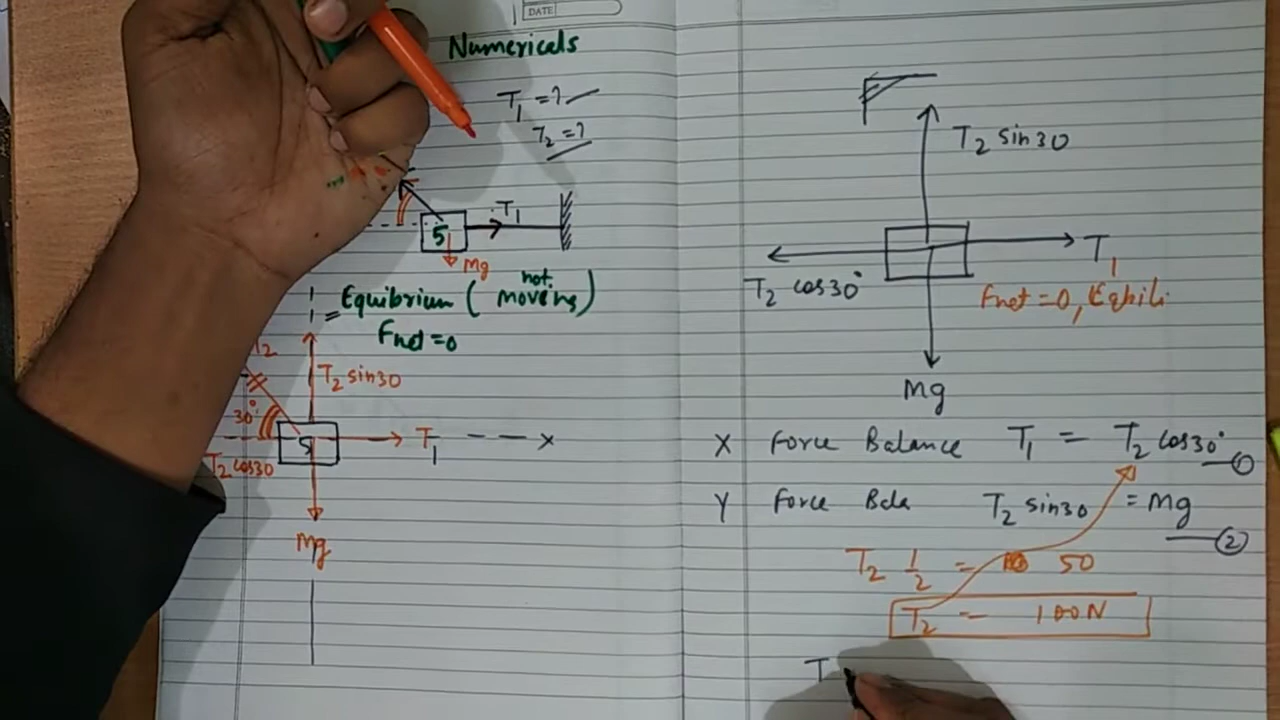 DATE
Numericals
T1 = ?
T2 = ?
T1
5
Mg
= Equibrium (not moving)
Fnet = 0
T2
T2 sin30
30°
5
T1 --- x
T2 cos30
Mg
T2 sin30
T1
T2 cos30°
Fnet = 0, Eqbili
Mg
X Force Balance T1 = T2 cos30° ①
Y Force Bala T2 sin30 = Mg ②
T2 1/2 = 50
T2 = 100N
T